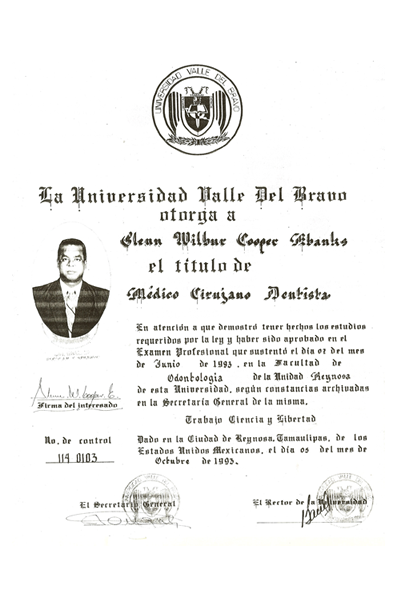 UNIVERSIDAD VALLE DEL BRAVO
La Universidad Valle Del Bravo
otorga a
Glenn Wilbur Cooper Ebanks
el título de
Médico Cirujano Dentista
En atención a que demostró tener hechos los estudios
requeridos por la ley y haber sido aprobado en el
Examen Profesional que sustentó el día 02 del mes
de Junio de 1993, en la Facultad de
Odontología de la Unidad Reynosa
de esta Universidad, según constancias archivadas
en la Secretaría General de la misma.
Firma del interesado
Trabajo Ciencia y Libertad
No. de control
119 0103
Dado en la Ciudad de Reynosa, Tamaulipas, de los
Estados Unidos Mexicanos, el día 05 del mes de
Octubre de 1993.
El Secretario General
El Rector de la Universidad